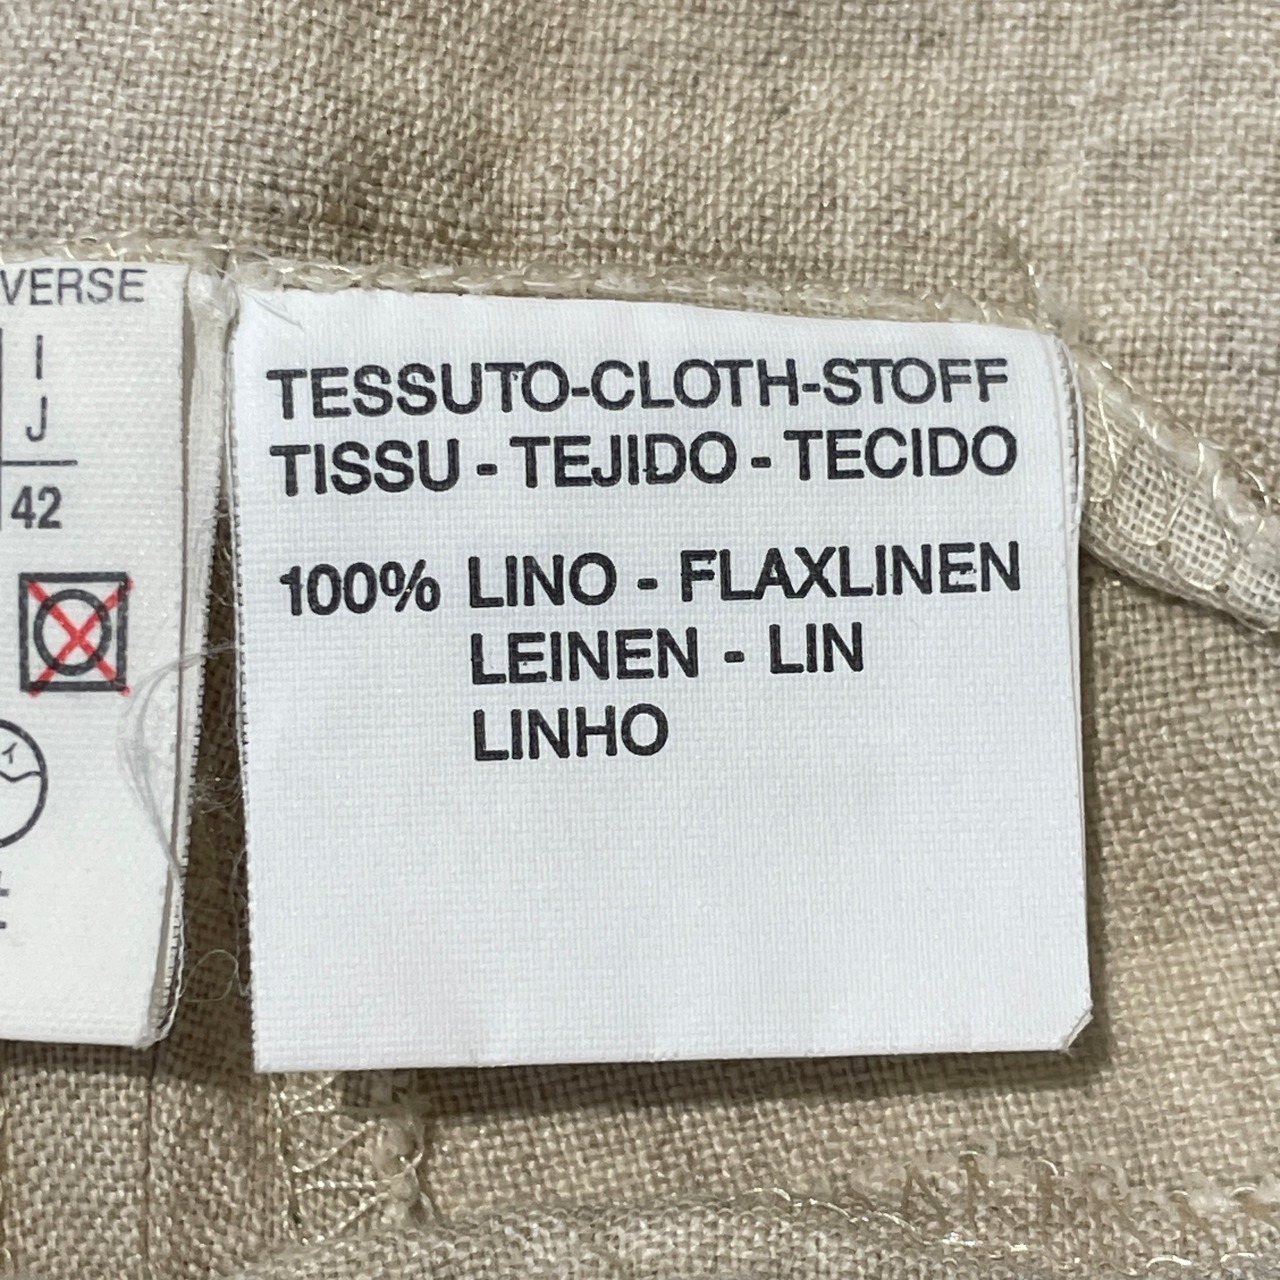 VERSE
I
J
42
TESSUTO-CLOTH-STOFF
TISSU - TEJIDO - TECIDO
100% LINO - FLAXLINEN
LEINEN - LIN
LINHO